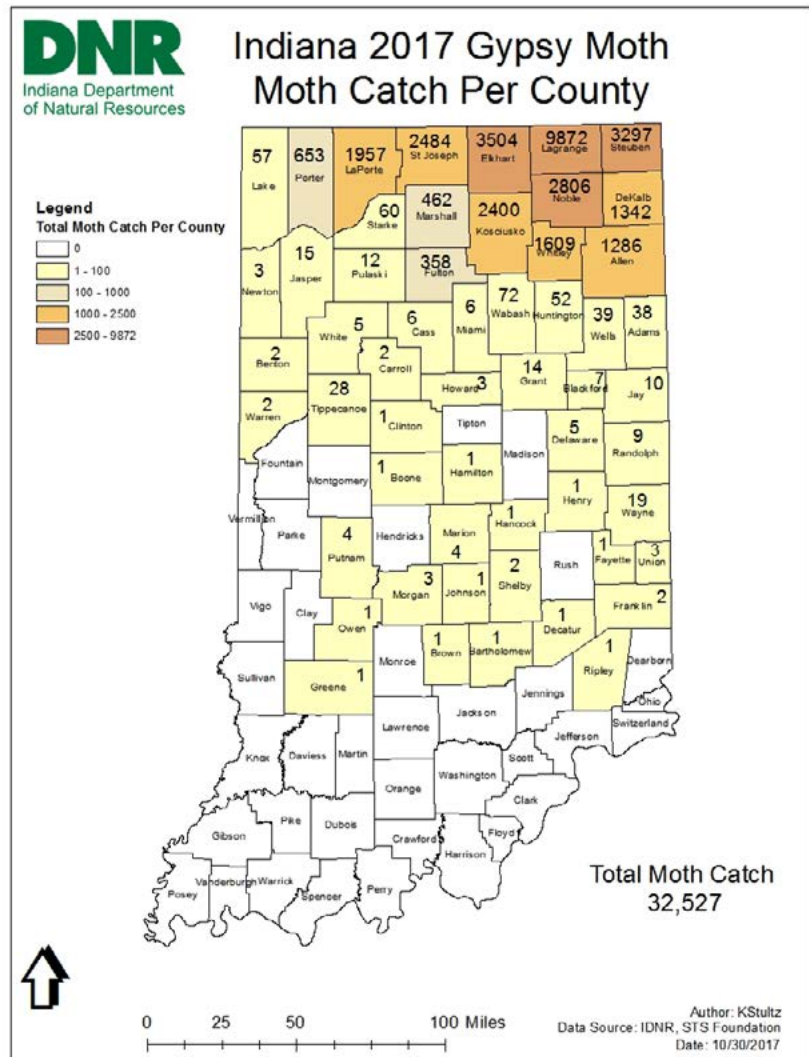 DNR
Indiana Department
of Natural Resources
Indiana 2017 Gypsy Moth
Moth Catch Per County
Legend
Total Moth Catch Per County
0
1 - 100
100 - 1000
1000 - 2500
2500 - 9872
57
Lake
653
Porter
1957
LaPorte
2484
St Joseph
3504
Elkhart
9872
Lagrange
3297
Steuben
60
Starke
462
Marshall
2400
Kosciusko
2806
Noble
DeKalb
1342
1609
Whitley
1286
Allen
3
Newton
15
Jasper
12
Pulaski
358
Fulton
5
White
6
Cass
6
Miami
72
Wabash
52
Huntington
39
Wells
38
Adams
2
Benton
2
Carroll
Howard 3
14
Grant
7
Blackford
10
Jay
2
Warren
28
Tippecanoe
1
Clinton
Tipton
Madison
5
Delaware
9
Randolph
Fountain
Montgomery
1
Boone
1
Hamilton
1
Henry
19
Wayne
Vermillion
Parke
4
Putnam
Hendricks
Marion
4
1
Hancock
Rush
1
Fayette
3
Union
Vigo
Clay
1
Owen
3
Morgan
1
Johnson
2
Shelby
1
Decatur
2
Franklin
Sullivan
1
Greene
Monroe
1
Brown
1
Bartholomew
1
Ripley
Dearborn
Ohio
Knox
Daviess
Martin
Lawrence
Jackson
Jennings
Jefferson
Switzerland
Gibson
Pike
Dubois
Orange
Washington
Scott
Clark
Posey
Vanderburgh
Warrick
Spencer
Perry
Crawford
Harrison
Floyd
Total Moth Catch
32,527
0 25 50 100 Miles
Author: KStultz
Data Source: IDNR, STS Foundation
Date: 10/30/2017